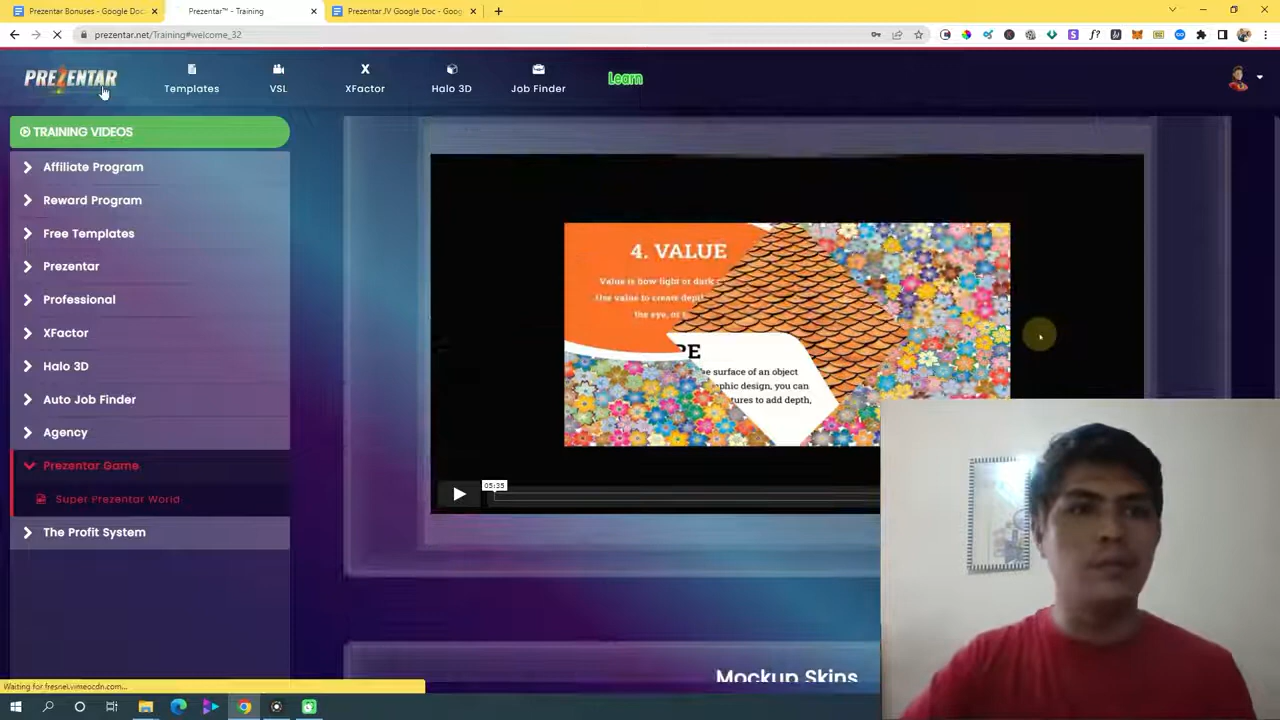 Prezentar Bonuses - Google Doc
Prezentar™ - Training
Prezentar JV Google Doc - Goog
prezentar.net/Training#welcome_32
PREZENTAR
Templates
VSL
XFactor
Halo 3D
Job Finder
Learn
TRAINING VIDEOS
Affiliate Program
Reward Program
Free Templates
Prezentar
Professional
XFactor
Halo 3D
Auto Job Finder
Agency
Prezentar Game
Super Prezentar World
The Profit System
4. VALUE
Value is how light or dark
Use value to create dept
the eye, or
PE
be surface of an object
aphic design, you can
tures to add depth,
05:35
Mockup Skins
Waiting for fresnel.vimeocdn.com...